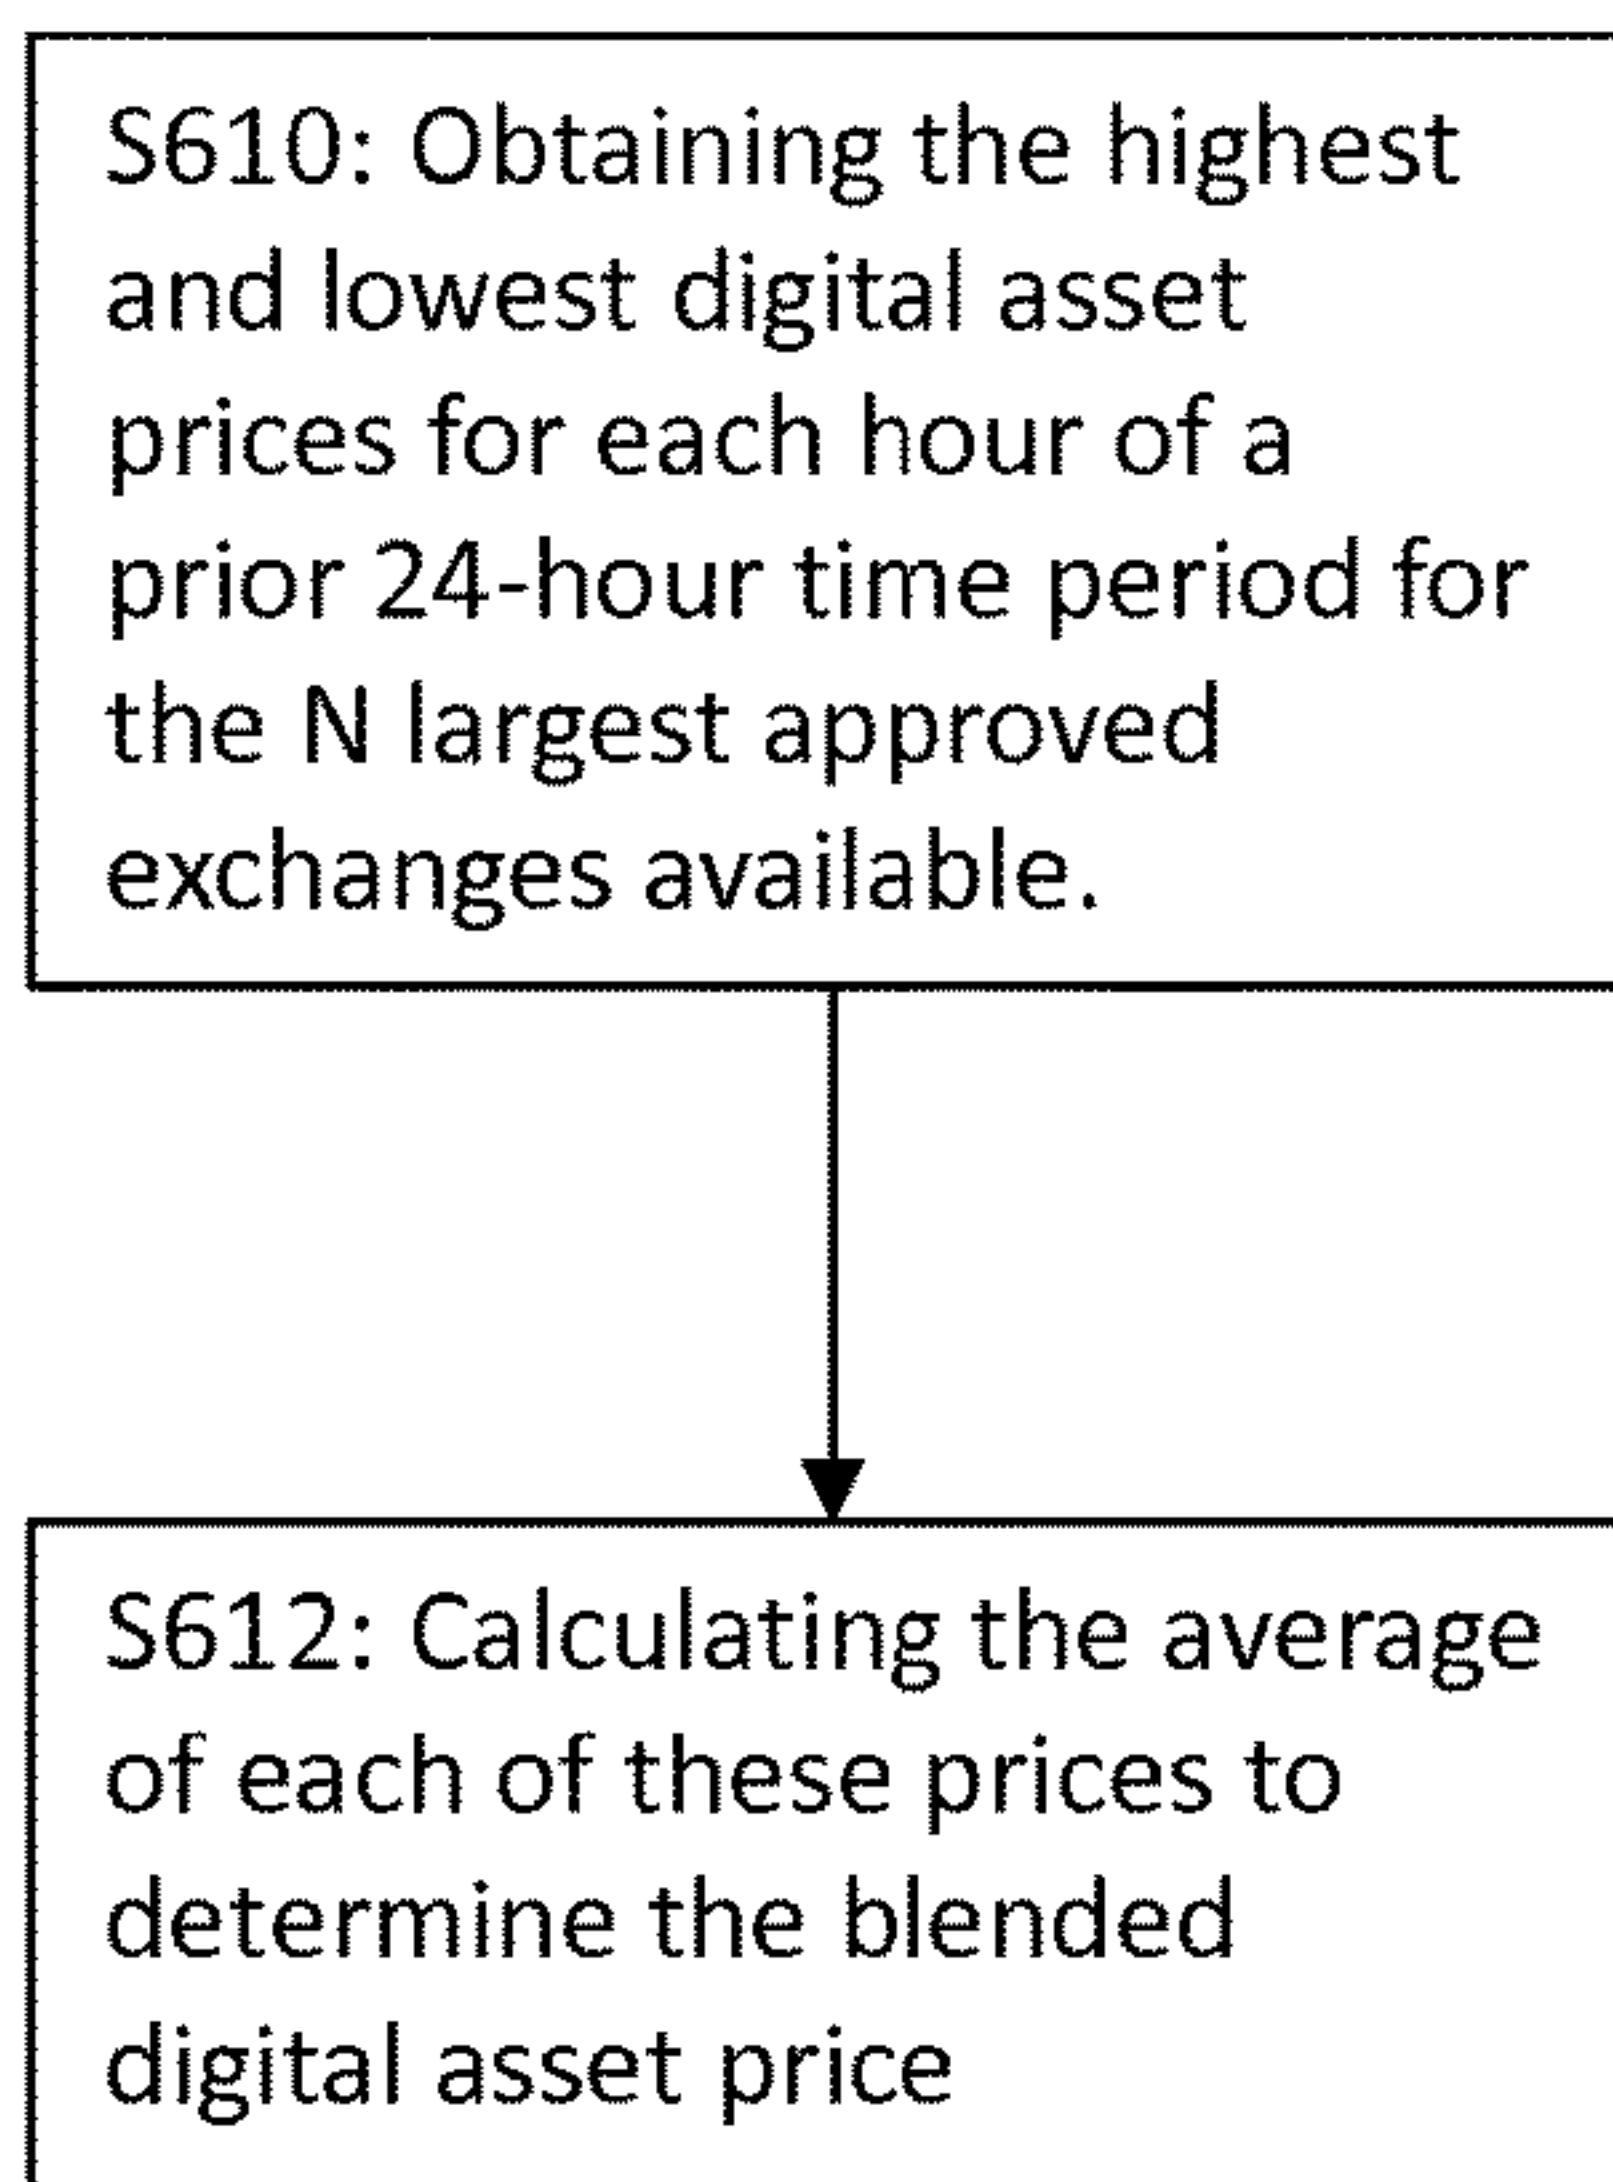 S610: Obtaining the highest
and lowest digital asset
prices for each hour of a
prior 24-hour time period for
the N largest approved
exchanges available.
S612: Calculating the average
of each of these prices to
determine the blended
digital asset price